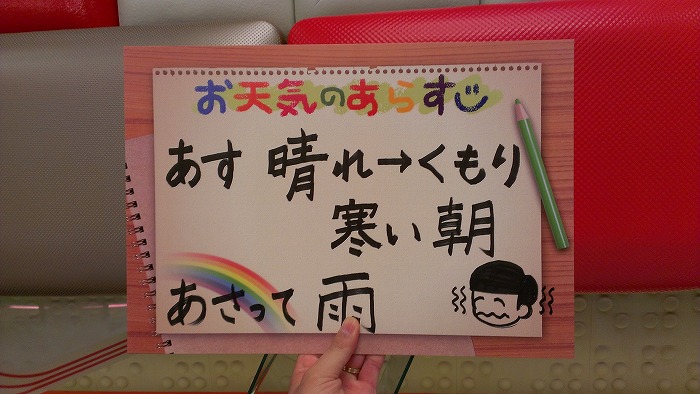 お天気のあらすじ
あす 晴れ→くもり
寒い朝
あさって 雨